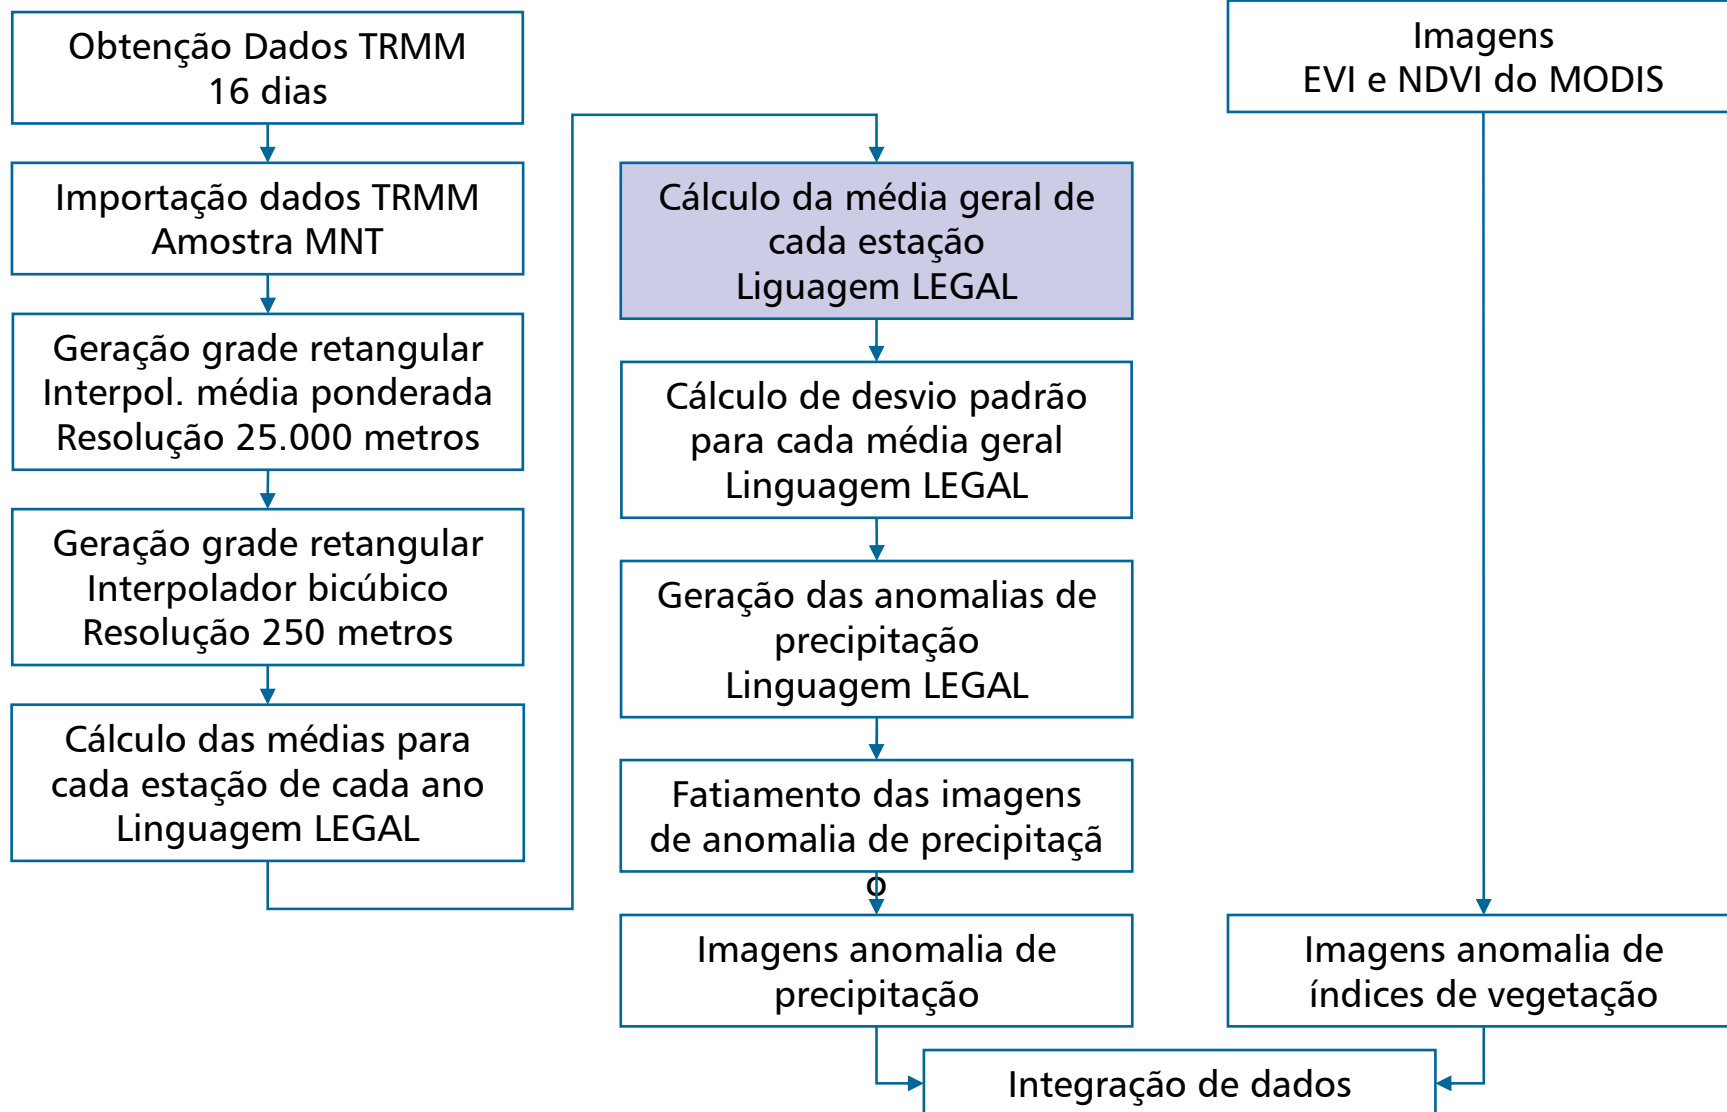 Obtenção Dados TRMM
16 dias
Importação dados TRMM
Amostra MNT
Geração grade retangular
Interpol. média ponderada
Resolução 25.000 metros
Geração grade retangular
Interpolador bicúbico
Resolução 250 metros
Cálculo das médias para
cada estação de cada ano
Linguagem LEGAL
Cálculo da média geral de
cada estação
Liguagem LEGAL
Cálculo de desvio padrão
para cada média geral
Linguagem LEGAL
Geração das anomalias de
precipitação
Linguagem LEGAL
Fatiamento das imagens
de anomalia de precipitaçã
o
Imagens anomalia de
precipitação
Imagens
EVI e NDVI do MODIS
Imagens anomalia de
índices de vegetação
Integração de dados